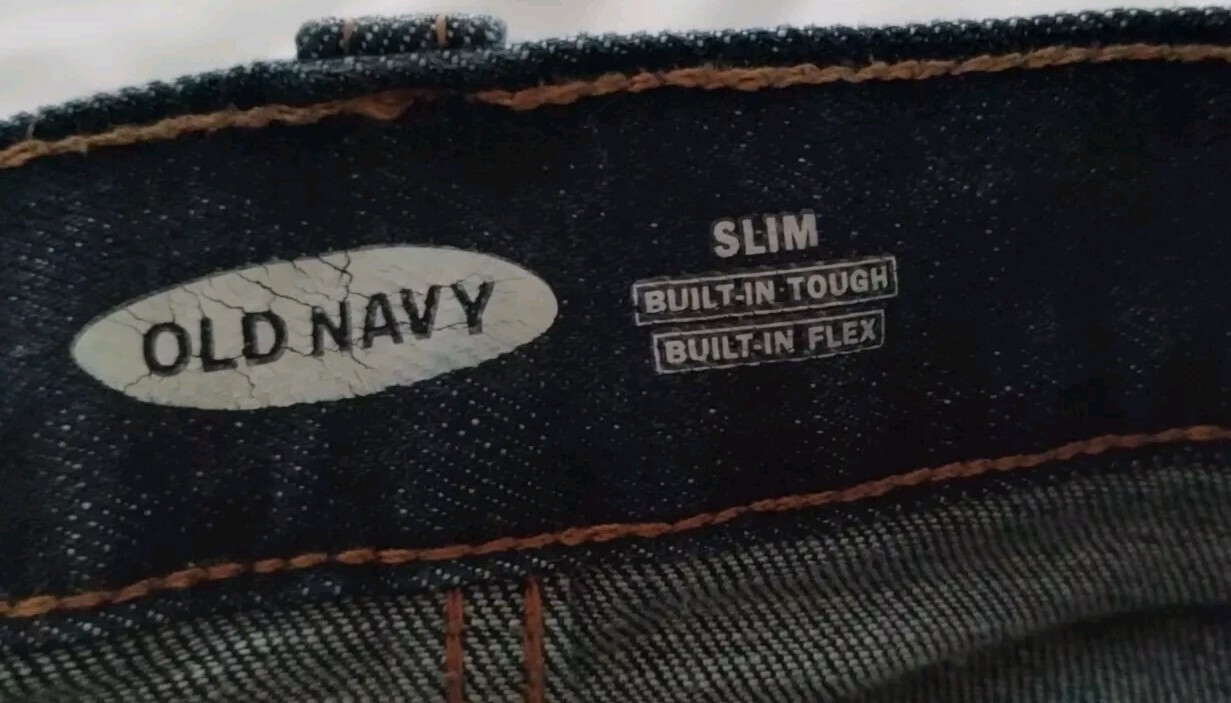 OLD NAVY
SLIM
BUILT-IN TOUGH
BUILT-IN FLEX